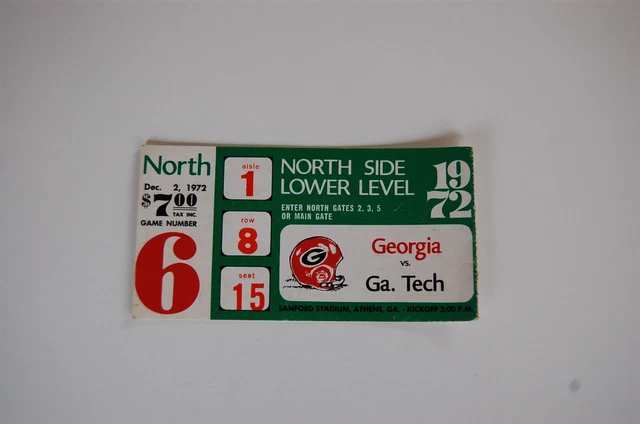 North
Dec. 2, 1972
$7.00
TAX INC.
GAME NUMBER
6
aisle
1
row
8
seat
15
NORTH SIDE
LOWER LEVEL
ENTER NORTH GATES 2, 3, 5
OR MAIN GATE
19
72
G
Georgia
vs.
Ga. Tech
SANFORD STADIUM, ATHENS, GA. - KICKOFF 2:00 P.M.